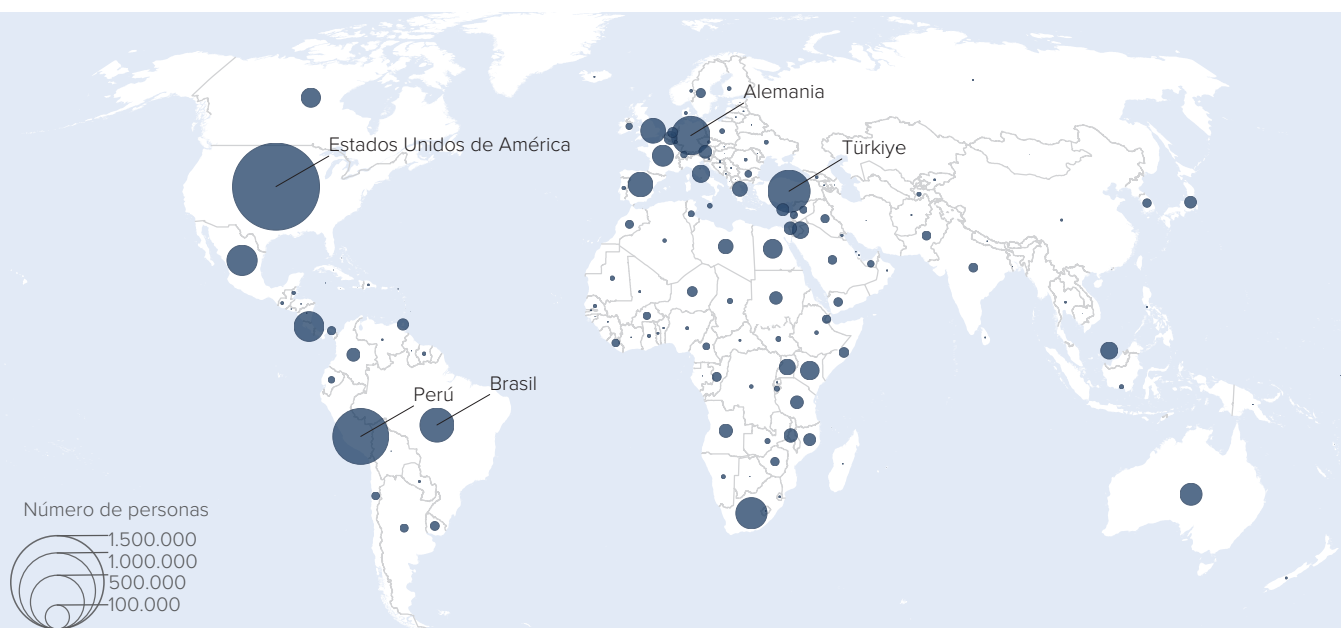 Alemania
Estados Unidos de América
Türkiye
Perú
Brasil
Número de personas
1.500.000
1.000.000
500.000
100.000